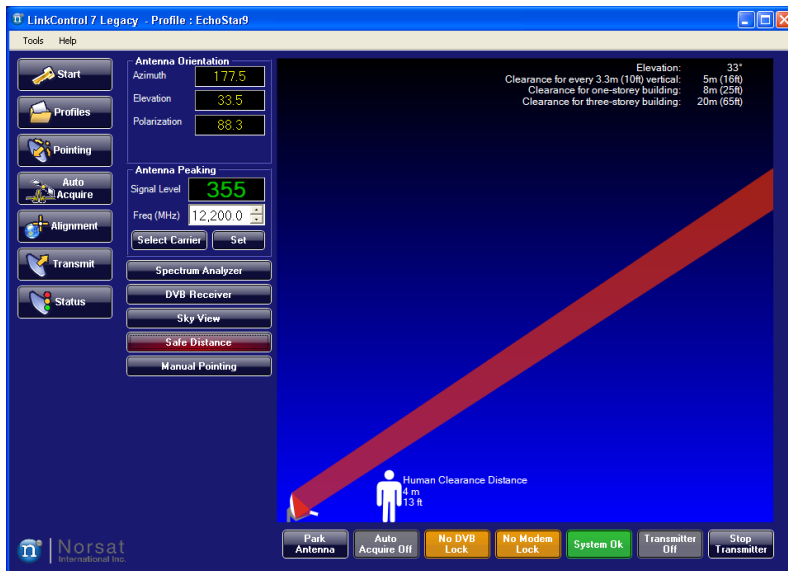 LinkControl 7 Legacy - Profile : EchoStar9
Tools Help
Start
Profiles
Pointing
Auto
Acquire
Alignment
Transmit
Status
Antenna Orientation
Azimuth 177.5
Elevation 33.5
Polarization 88.3
Antenna Peaking
Signal Level 355
Freq (MHz) 12,200.0
Select Carrier Set
Spectrum Analyzer
DVB Receiver
Sky View
Safe Distance
Manual Pointing
Elevation: 33°
Clearance for every 3.3m (10ft) vertical: 5m (16ft)
Clearance for one-storey building: 8m (25ft)
Clearance for three-storey building: 20m (65ft)
Human Clearance Distance
4 m
13 ft
n Norsat
International Inc.
Park
Antenna
Auto
Acquire Off
No DVB
Lock
No Modem
Lock
System Ok
Transmitter
Off
Stop
Transmitter